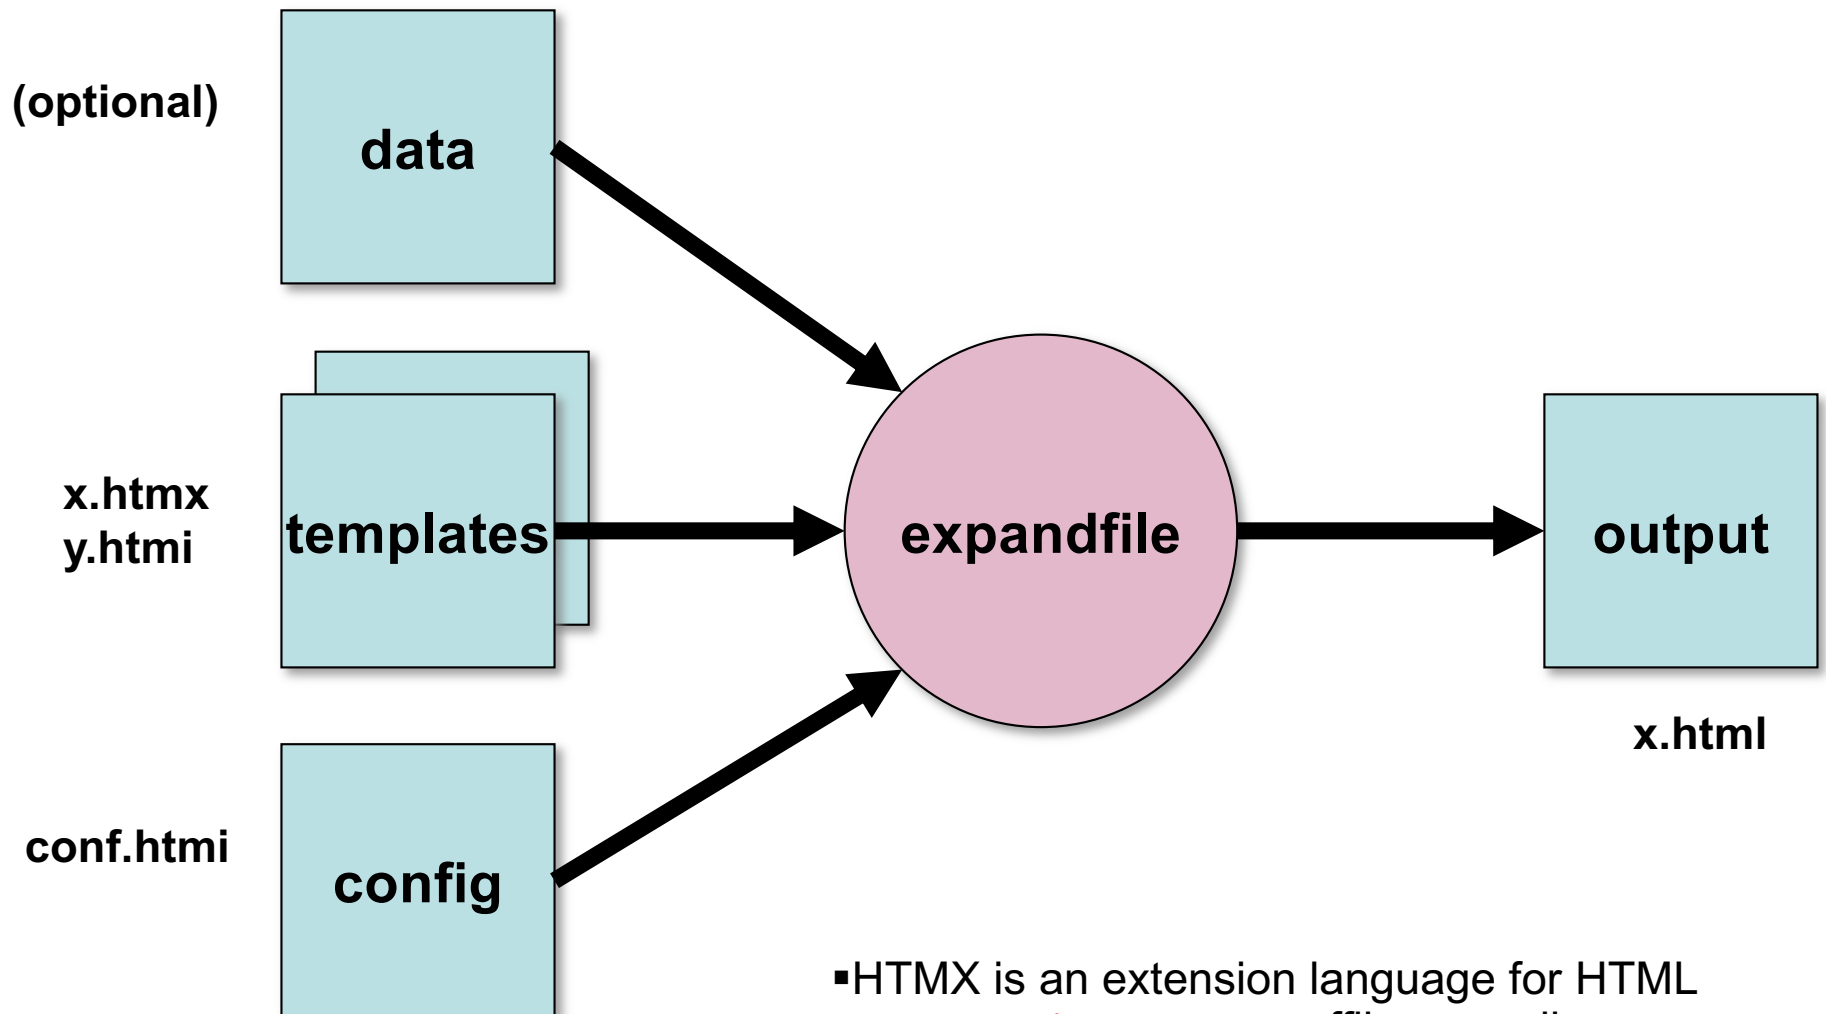 (optional)
data
x.htmx
y.htmi
templates
expandfile
output
x.html
conf.htmi
config
▪HTMX is an extension language for HTML